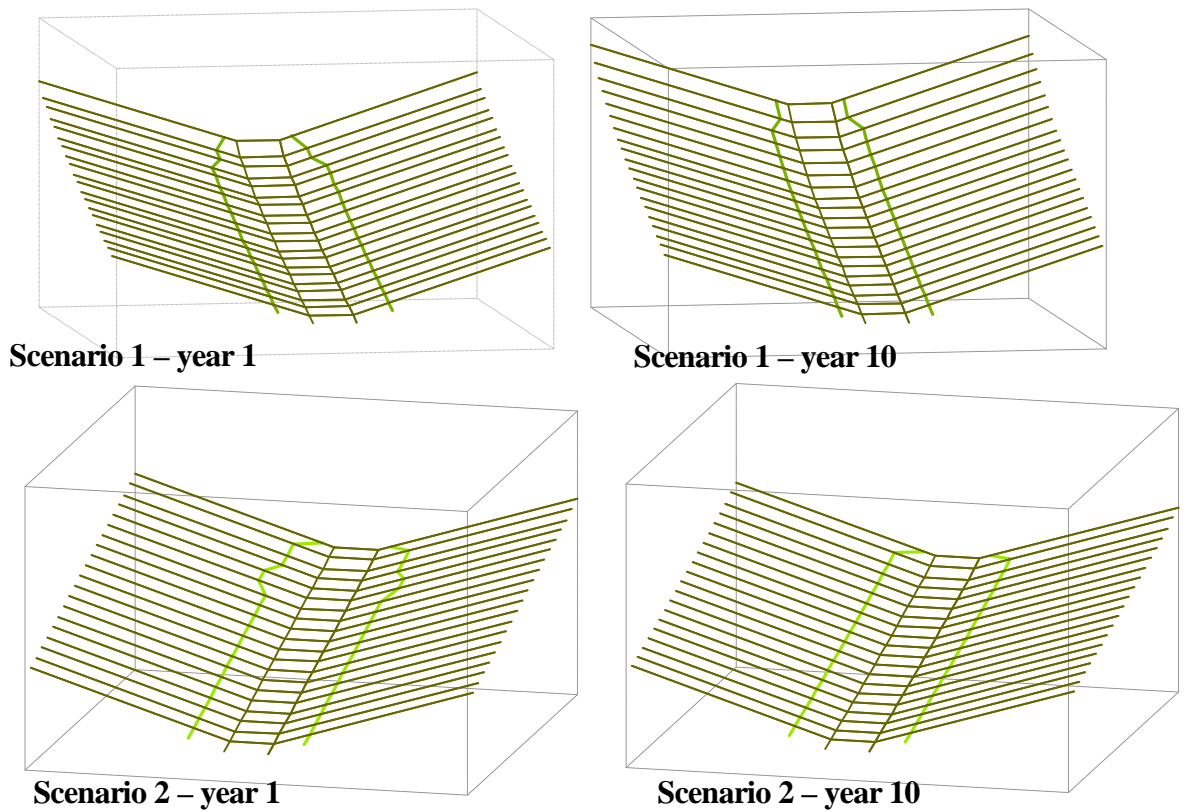 Scenario 1 – year 1
Scenario 1 – year 10
Scenario 2 – year 1
Scenario 2 – year 10